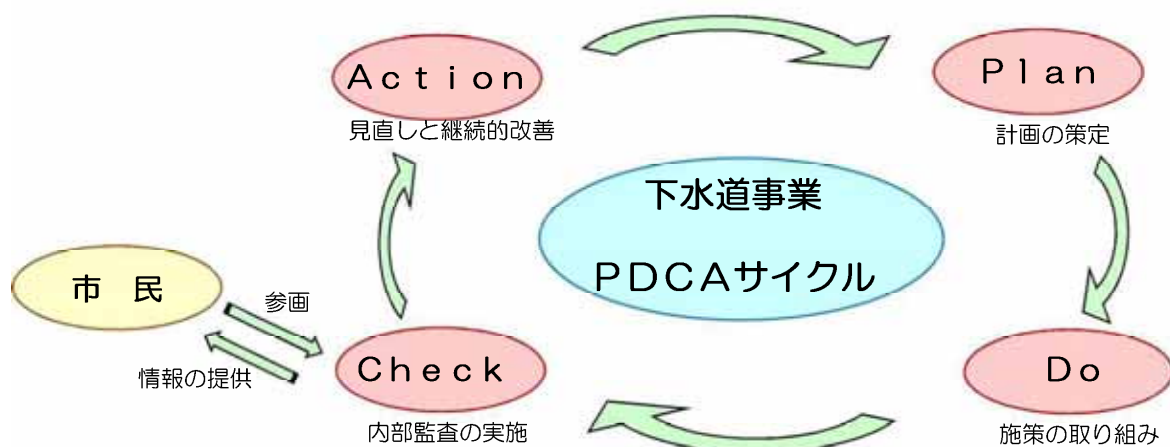 Action
見直しと継続的改善
Plan
計画の策定
下水道事業
PDCAサイクル
市 民
参画
情報の提供
Check
内部監査の実施
Do
施策の取り組み